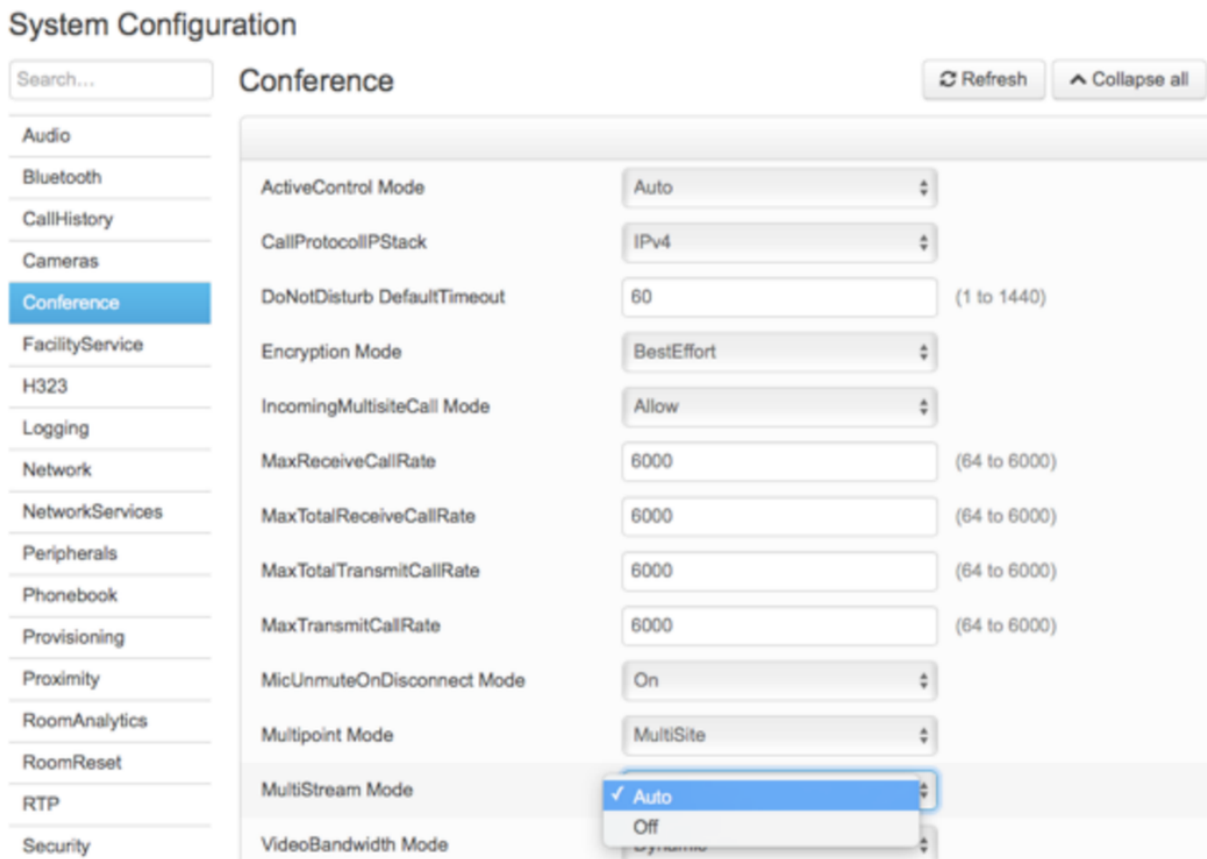 System Configuration
Search...
Conference
Refresh
Collapse all
Audio
Bluetooth
CallHistory
Cameras
Conference
FacilityService
H323
Logging
Network
NetworkServices
Peripherals
Phonebook
Provisioning
Proximity
RoomAnalytics
RoomReset
RTP
Security
ActiveControl Mode Auto
CallProtocolIPStack IPv4
DoNotDisturb DefaultTimeout 60 (1 to 1440)
Encryption Mode BestEffort
IncomingMultisiteCall Mode Allow
MaxReceiveCallRate 6000 (64 to 6000)
MaxTotalReceiveCallRate 6000 (64 to 6000)
MaxTotalTransmitCallRate 6000 (64 to 6000)
MaxTransmitCallRate 6000 (64 to 6000)
MicUnmuteOnDisconnect Mode On
Multipoint Mode MultiSite
MultiStream Mode ✓ Auto
Off
VideoBandwidth Mode Dynamic